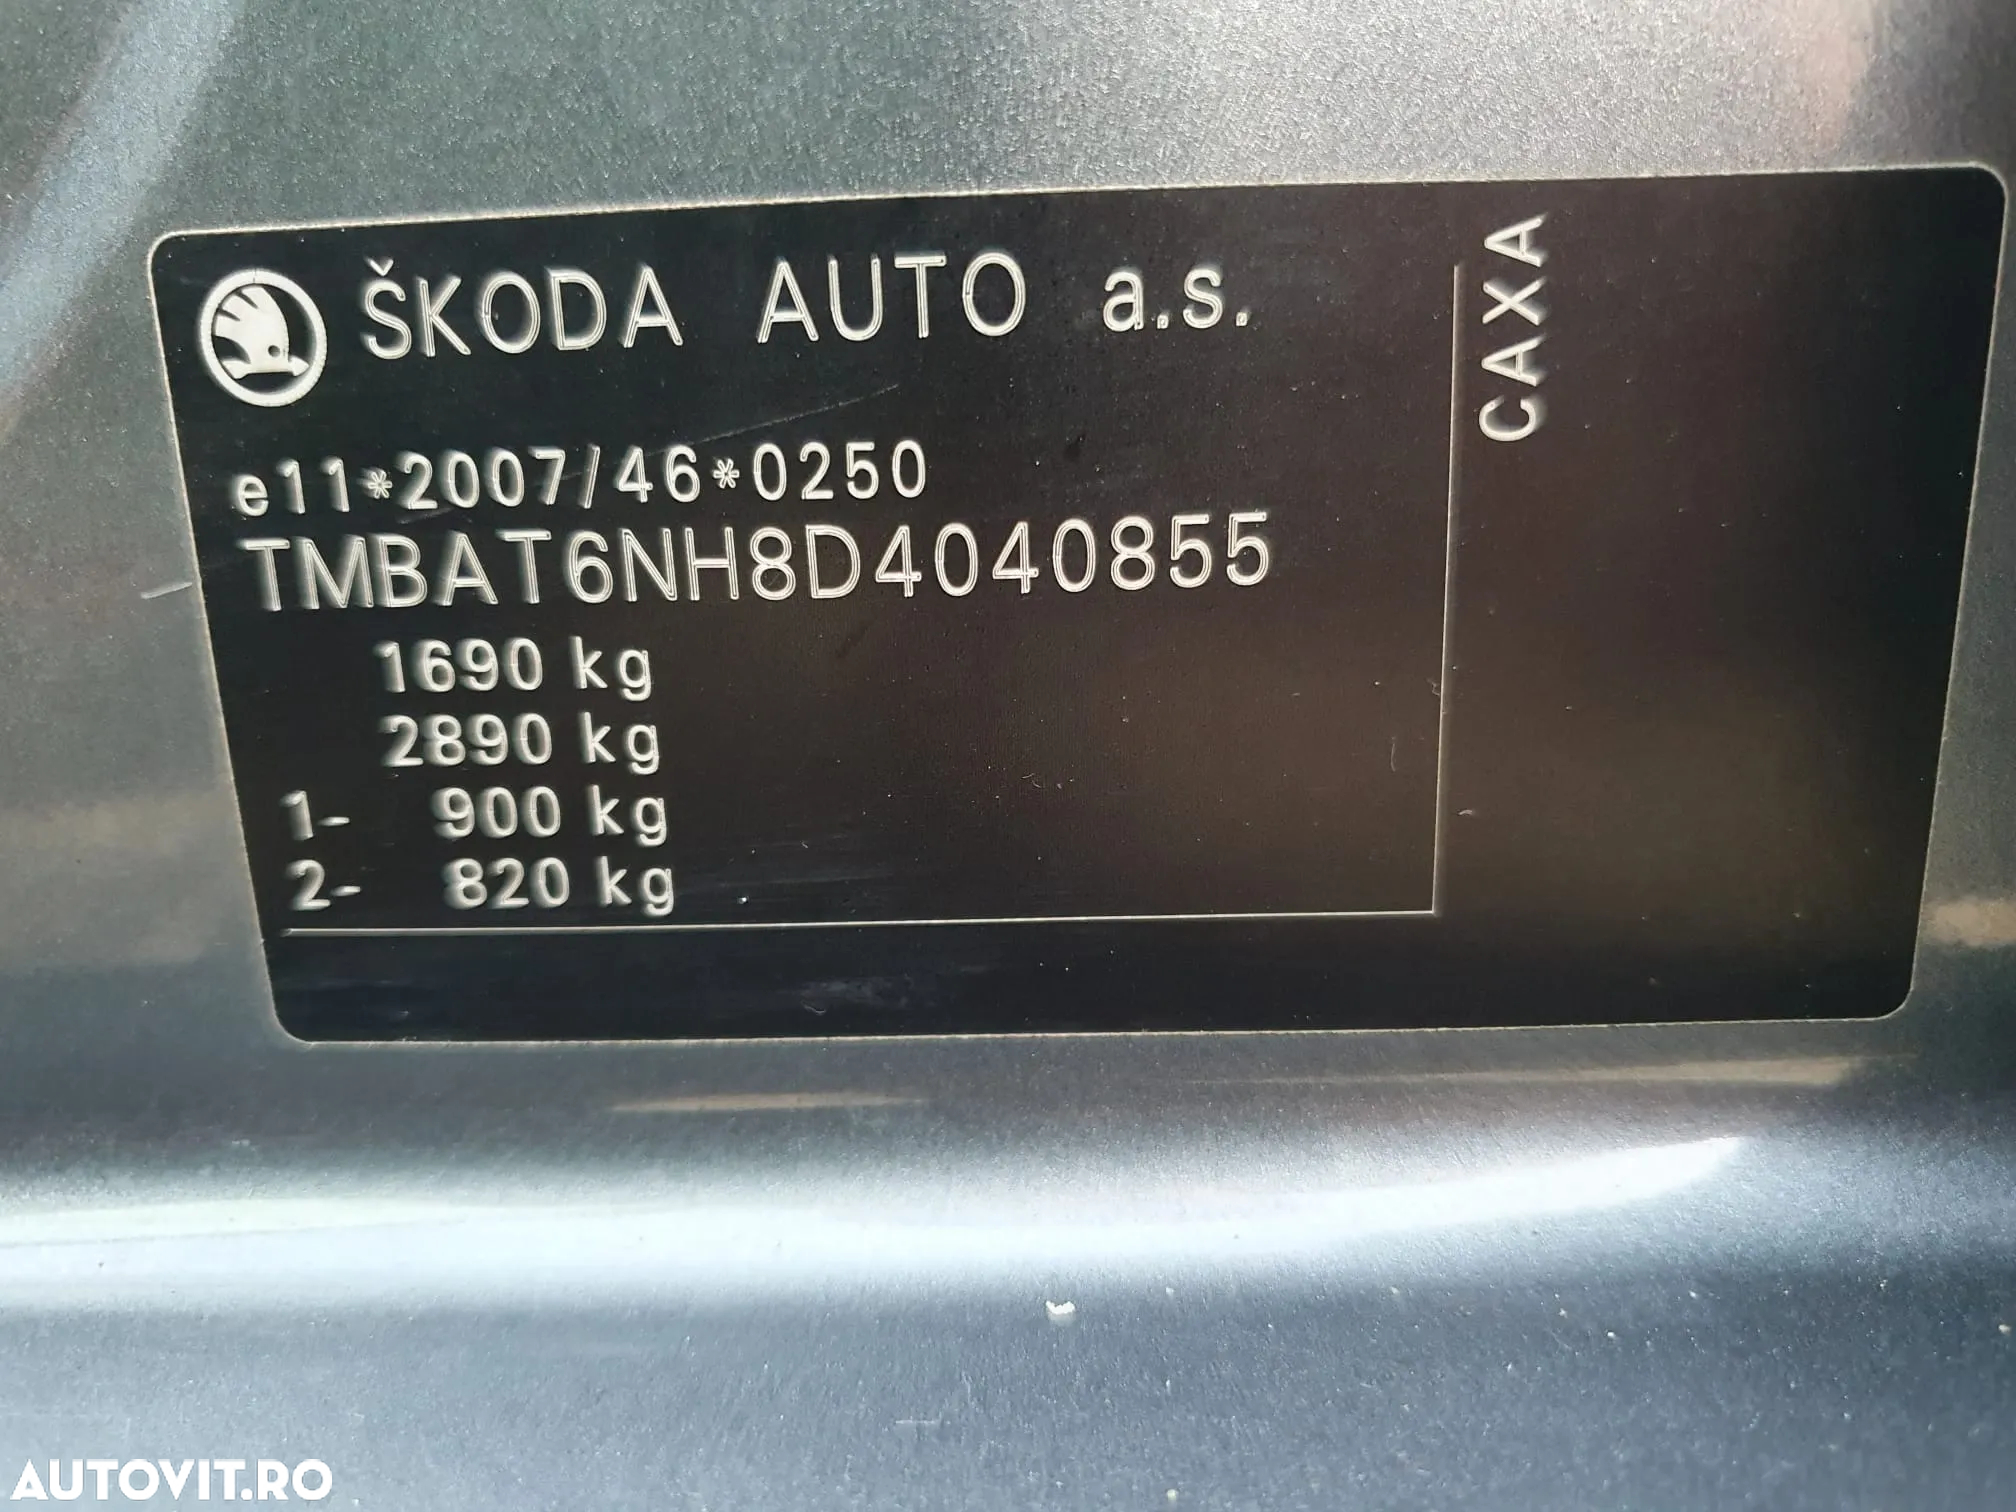 ŠKODA AUTO a.s.
e11*2007/46*0250
TMBAT6NH8D4040855
1690 kg
2890 kg
1- 900 kg
2- 820 kg
CAXA
AUTOVIT.RO